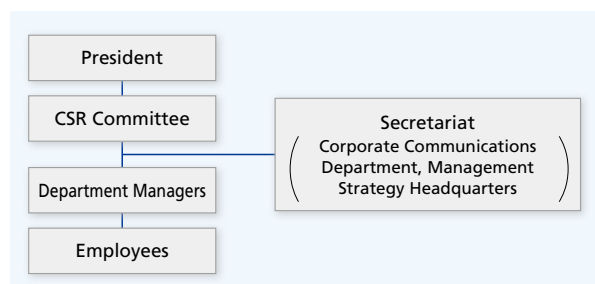 President
CSR Committee
Secretariat
(Corporate Communications
Department, Management
Strategy Headquarters)
Department Managers
Employees